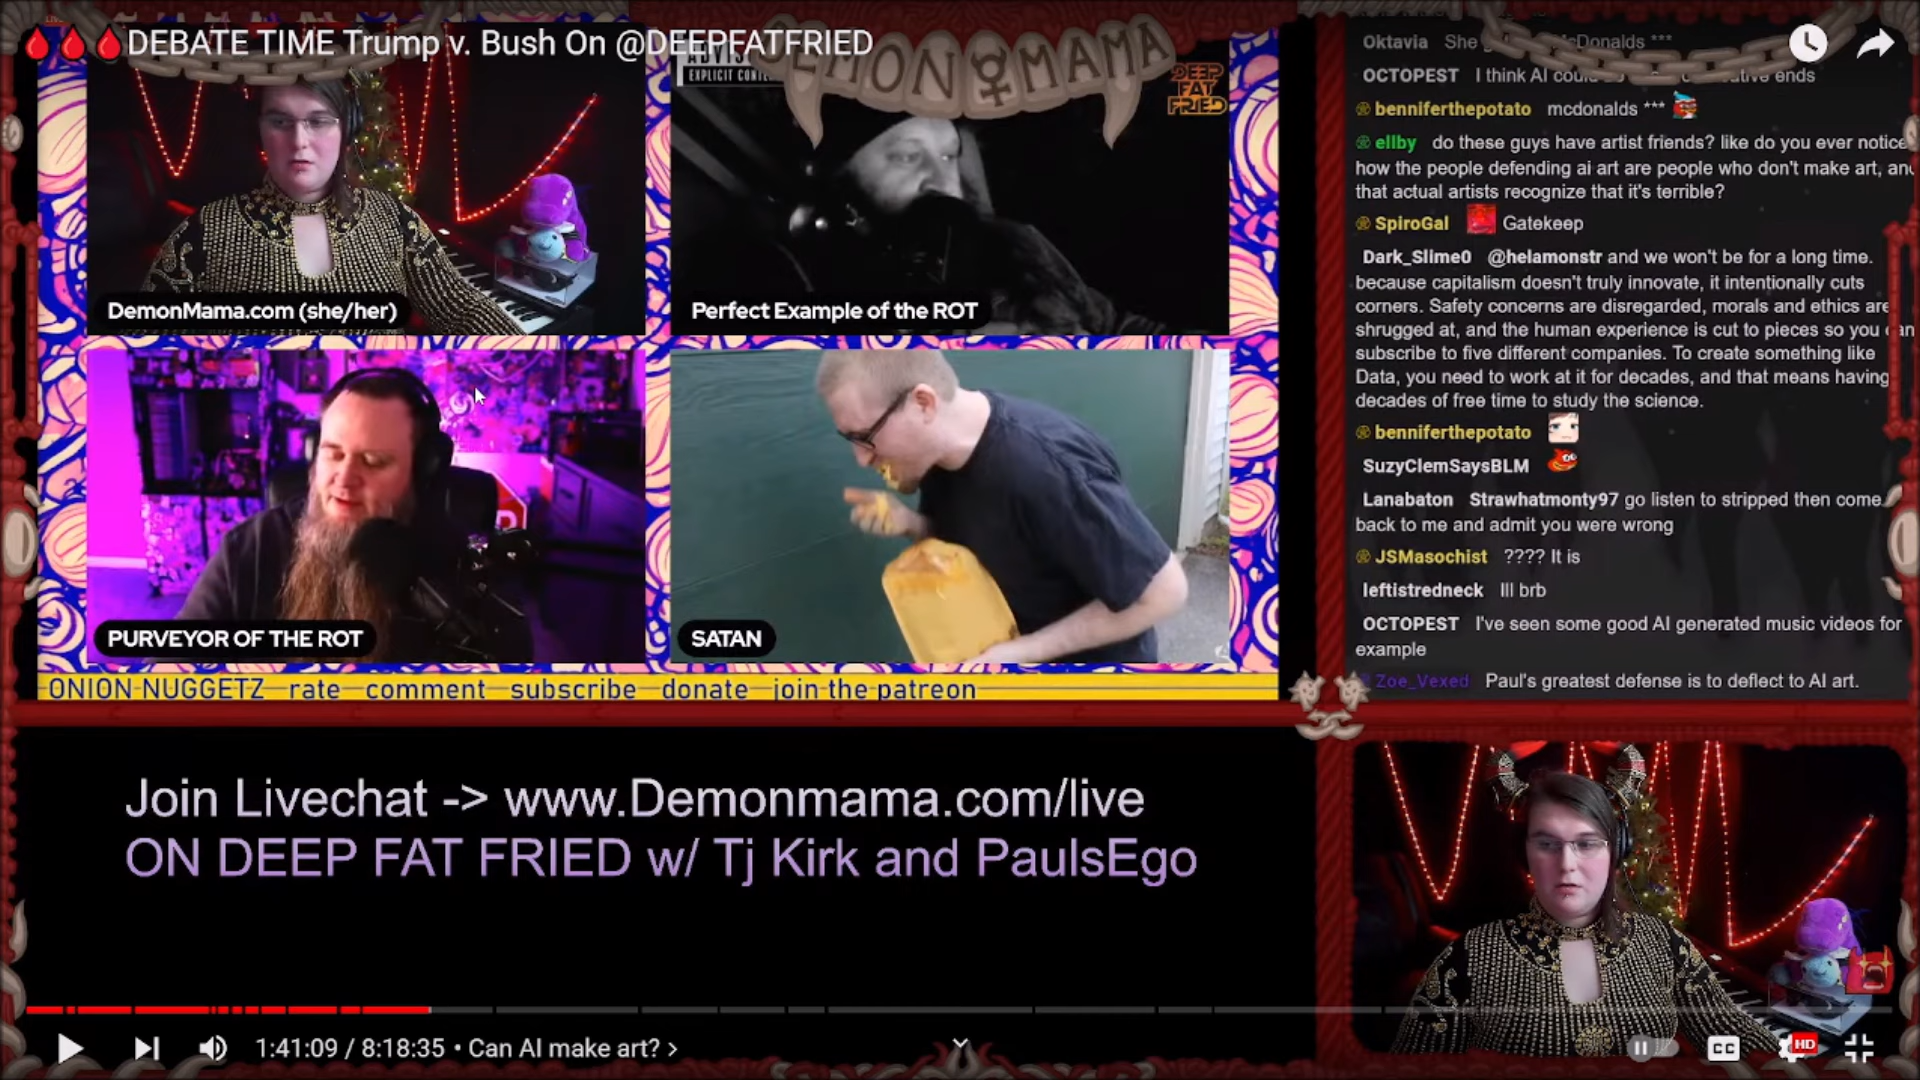 🩸🩸🩸DEBATE TIME Trump v. Bush On @DEEPFATFRIED
EXPLICIT
DEMON MAMA
DEEP
FAT
FRIED
DemonMama.com (she/her)
Perfect Example of the ROT
PURVEYOR OF THE ROT
SATAN
ONION NUGGETZ rate comment subscribe donate join the patreon
Oktavia She McDonalds ***
OCTOPEST I think AI ends
benniferthepotato mcdonalds ***
ellby do these guys have artist friends? like do you ever notice
how the people defending ai art are people who don't make art, and
that actual artists recognize that it's terrible?
SpiroGal Gatekeep
Dark_Slime0 @helamonstr and we won't be for a long time.
because capitalism doesn't truly innovate, it intentionally cuts
corners. Safety concerns are disregarded, morals and ethics are
shrugged at, and the human experience is cut to pieces so you can
subscribe to five different companies. To create something like
Data, you need to work at it for decades, and that means having
decades of free time to study the science.
benniferthepotato
SuzyClemSaysBLM
Lanabaton Strawhatmonty97 go listen to stripped then come
back to me and admit you were wrong
JSMasochist ???? It is
leftistredneck Ill brb
OCTOPEST I've seen some good AI generated music videos for
example
Zoe_Vexed Paul's greatest defense is to deflect to AI art.
Join Livechat -> www.Demonmama.com/live
ON DEEP FAT FRIED w/ Tj Kirk and PaulsEgo
1:41:09 / 8:18:35 • Can AI make art? >
CC
HD